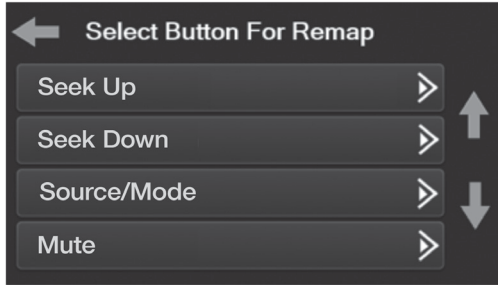 Select Button For Remap
Seek Up
Seek Down
Source/Mode
Mute